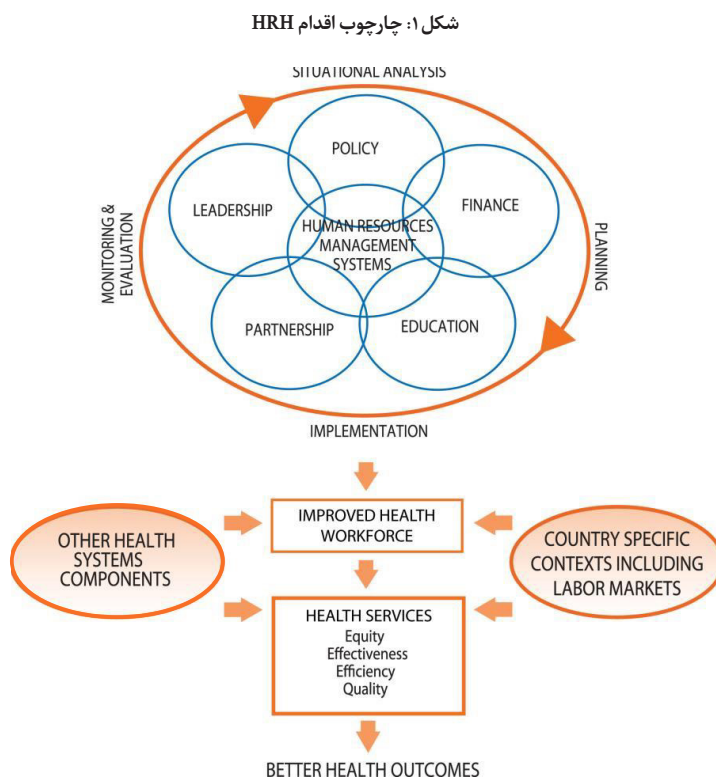 شکل ۱: چارچوب اقدام HRH
SITUATIONAL ANALYSIS
POLICY
LEADERSHIP
FINANCE
HUMAN RESOURCES
MANAGEMENT
SYSTEMS
MONITORING &
EVALUATION
PLANNING
PARTNERSHIP
EDUCATION
IMPLEMENTATION
IMPROVED HEALTH
WORKFORCE
OTHER HEALTH
SYSTEMS
COMPONENTS
COUNTRY SPECIFIC
CONTEXTS INCLUDING
LABOR MARKETS
HEALTH SERVICES
Equity
Effectiveness
Efficiency
Quality
BETTER HEALTH OUTCOMES